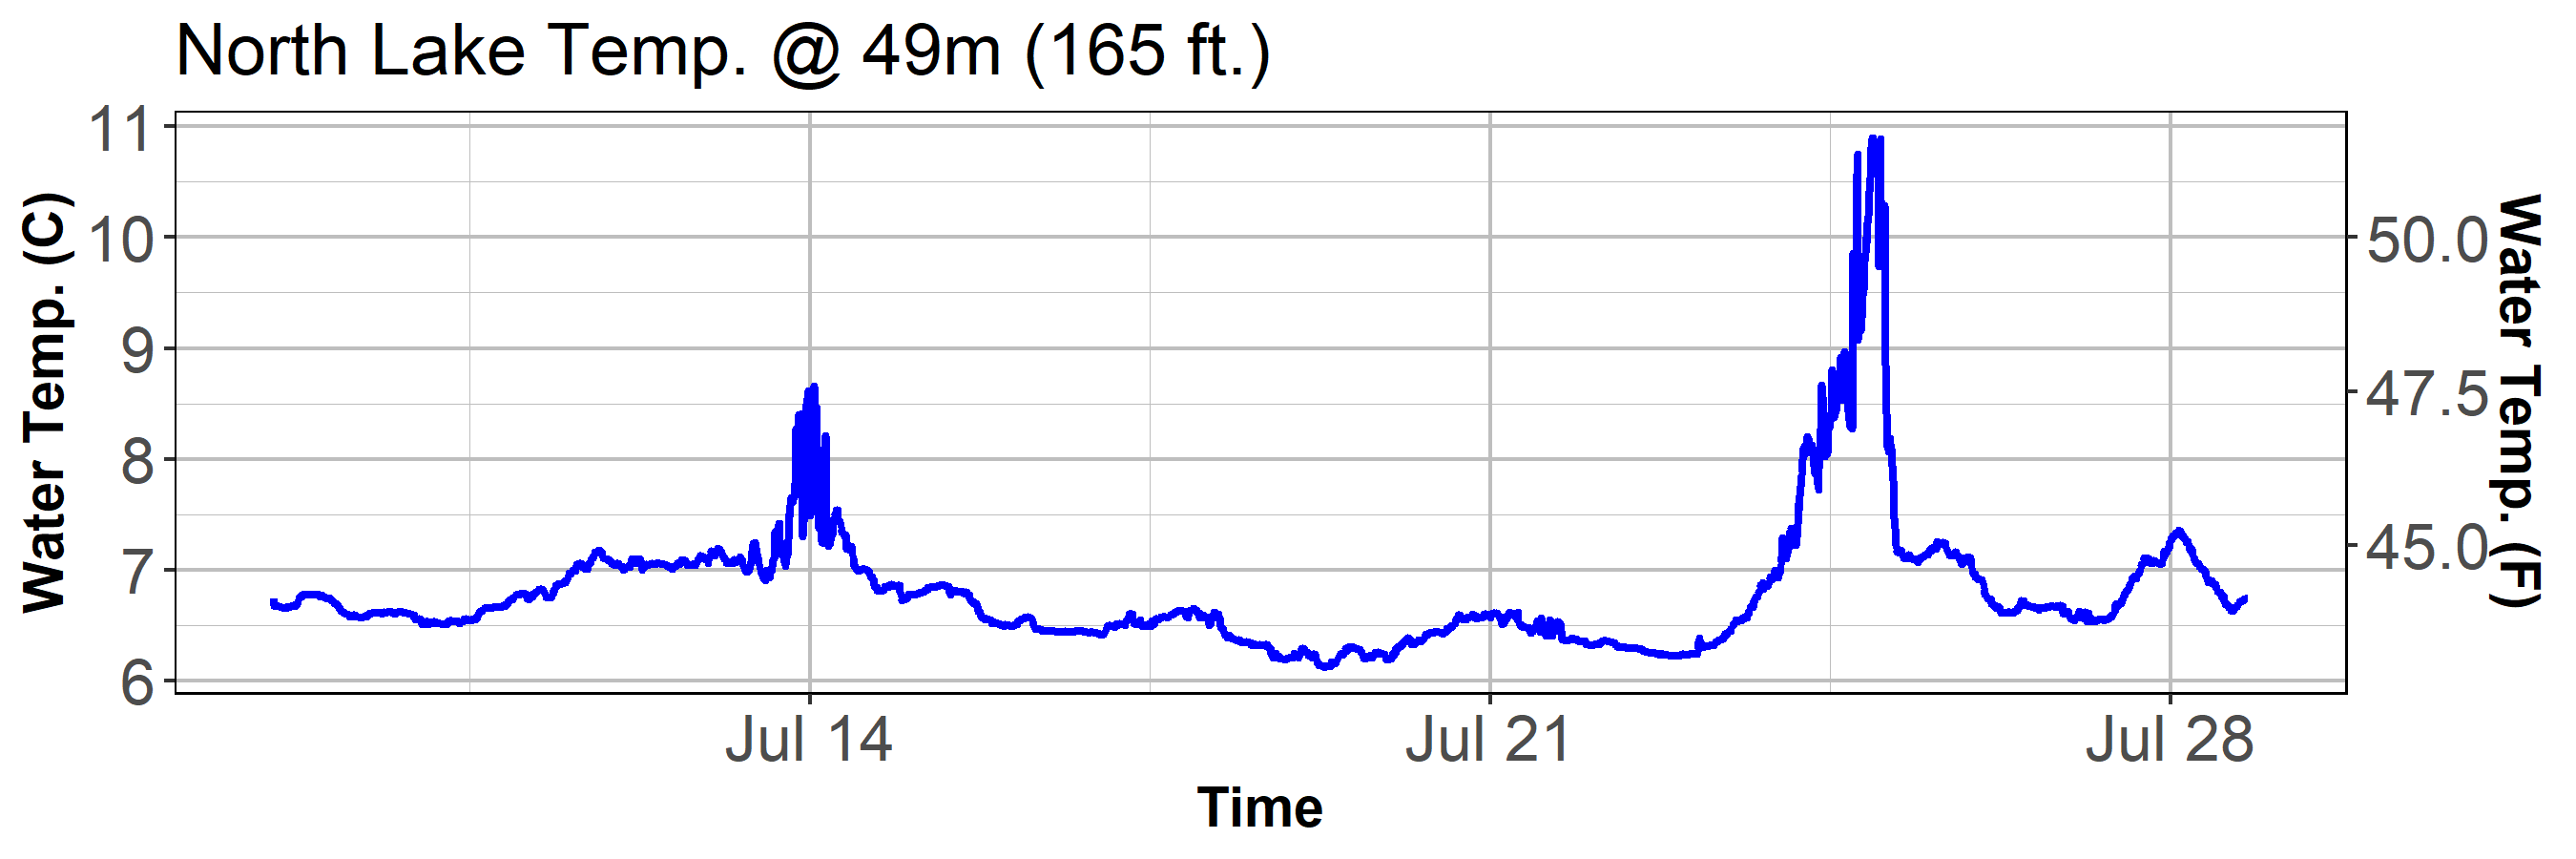 North Lake Temp. @ 49m (165 ft.)
Water Temp. (C)
11
10
9
8
7
6
50.0
47.5
45.0
Water Temp. (F)
Jul 14
Jul 21
Jul 28
Time